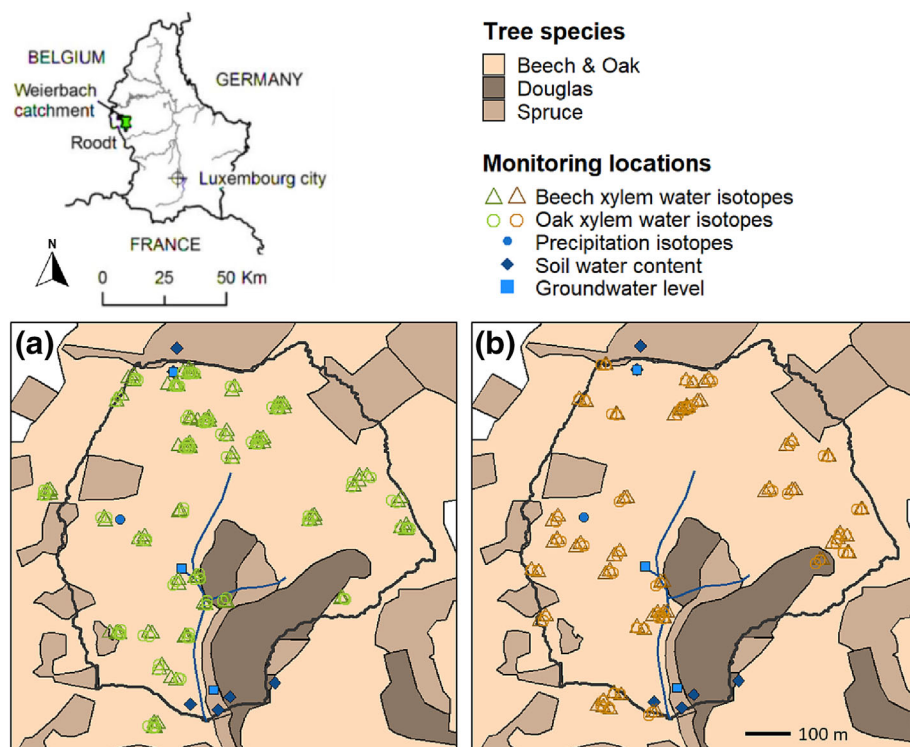 BELGIUM
GERMANY
Weierbach
catchment
Roodt
Luxembourg city
FRANCE
N
0 25 50 Km
Tree species
Beech & Oak
Douglas
Spruce
Monitoring locations
Beech xylem water isotopes
Oak xylem water isotopes
Precipitation isotopes
Soil water content
Groundwater level
(a)
(b)
100 m